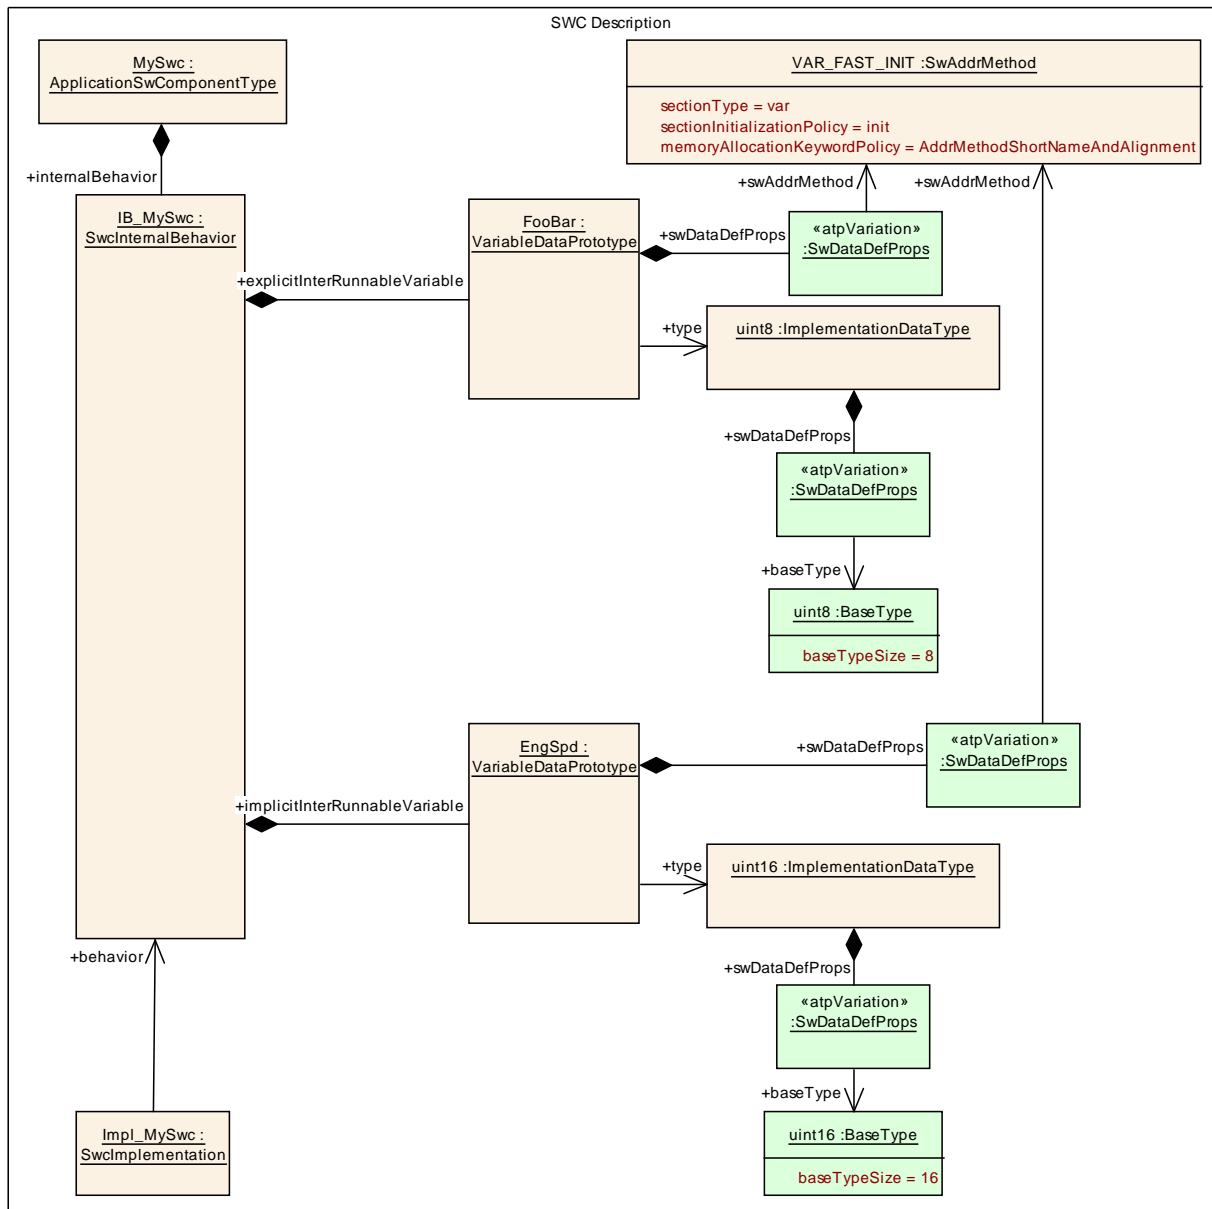 SWC Description
MySwc :
ApplicationSwComponentType
VAR_FAST_INIT :SwAddrMethod
sectionType = var
sectionInitializationPolicy = init
memoryAllocationKeywordPolicy = AddrMethodShortNameAndAlignment
+internalBehavior
+swAddrMethod
+swAddrMethod
IB_MySwc :
SwcInternalBehavior
FooBar :
VariableDataPrototype
+swDataDefProps
«atpVariation»
:SwDataDefProps
+explicitInterRunnableVariable
+type
uint8 :ImplementationDataType
+swDataDefProps
«atpVariation»
:SwDataDefProps
+baseType
uint8 :BaseType
baseTypeSize = 8
EngSpd :
VariableDataPrototype
+swDataDefProps
«atpVariation»
:SwDataDefProps
+implicitInterRunnableVariable
+type
uint16 :ImplementationDataType
+behavior
+swDataDefProps
«atpVariation»
:SwDataDefProps
+baseType
Impl_MySwc :
SwcImplementation
uint16 :BaseType
baseTypeSize = 16